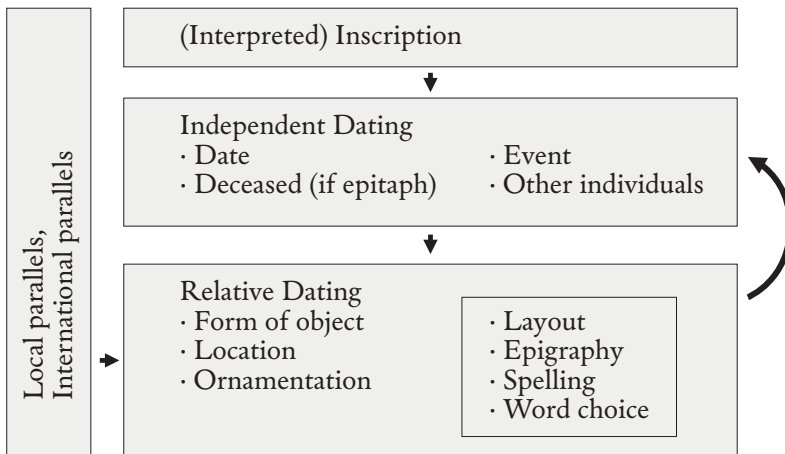 Local parallels,
International parallels
(Interpreted) Inscription
Independent Dating
· Date
· Deceased (if epitaph)
· Event
· Other individuals
Relative Dating
· Form of object
· Location
· Ornamentation
· Layout
· Epigraphy
· Spelling
· Word choice